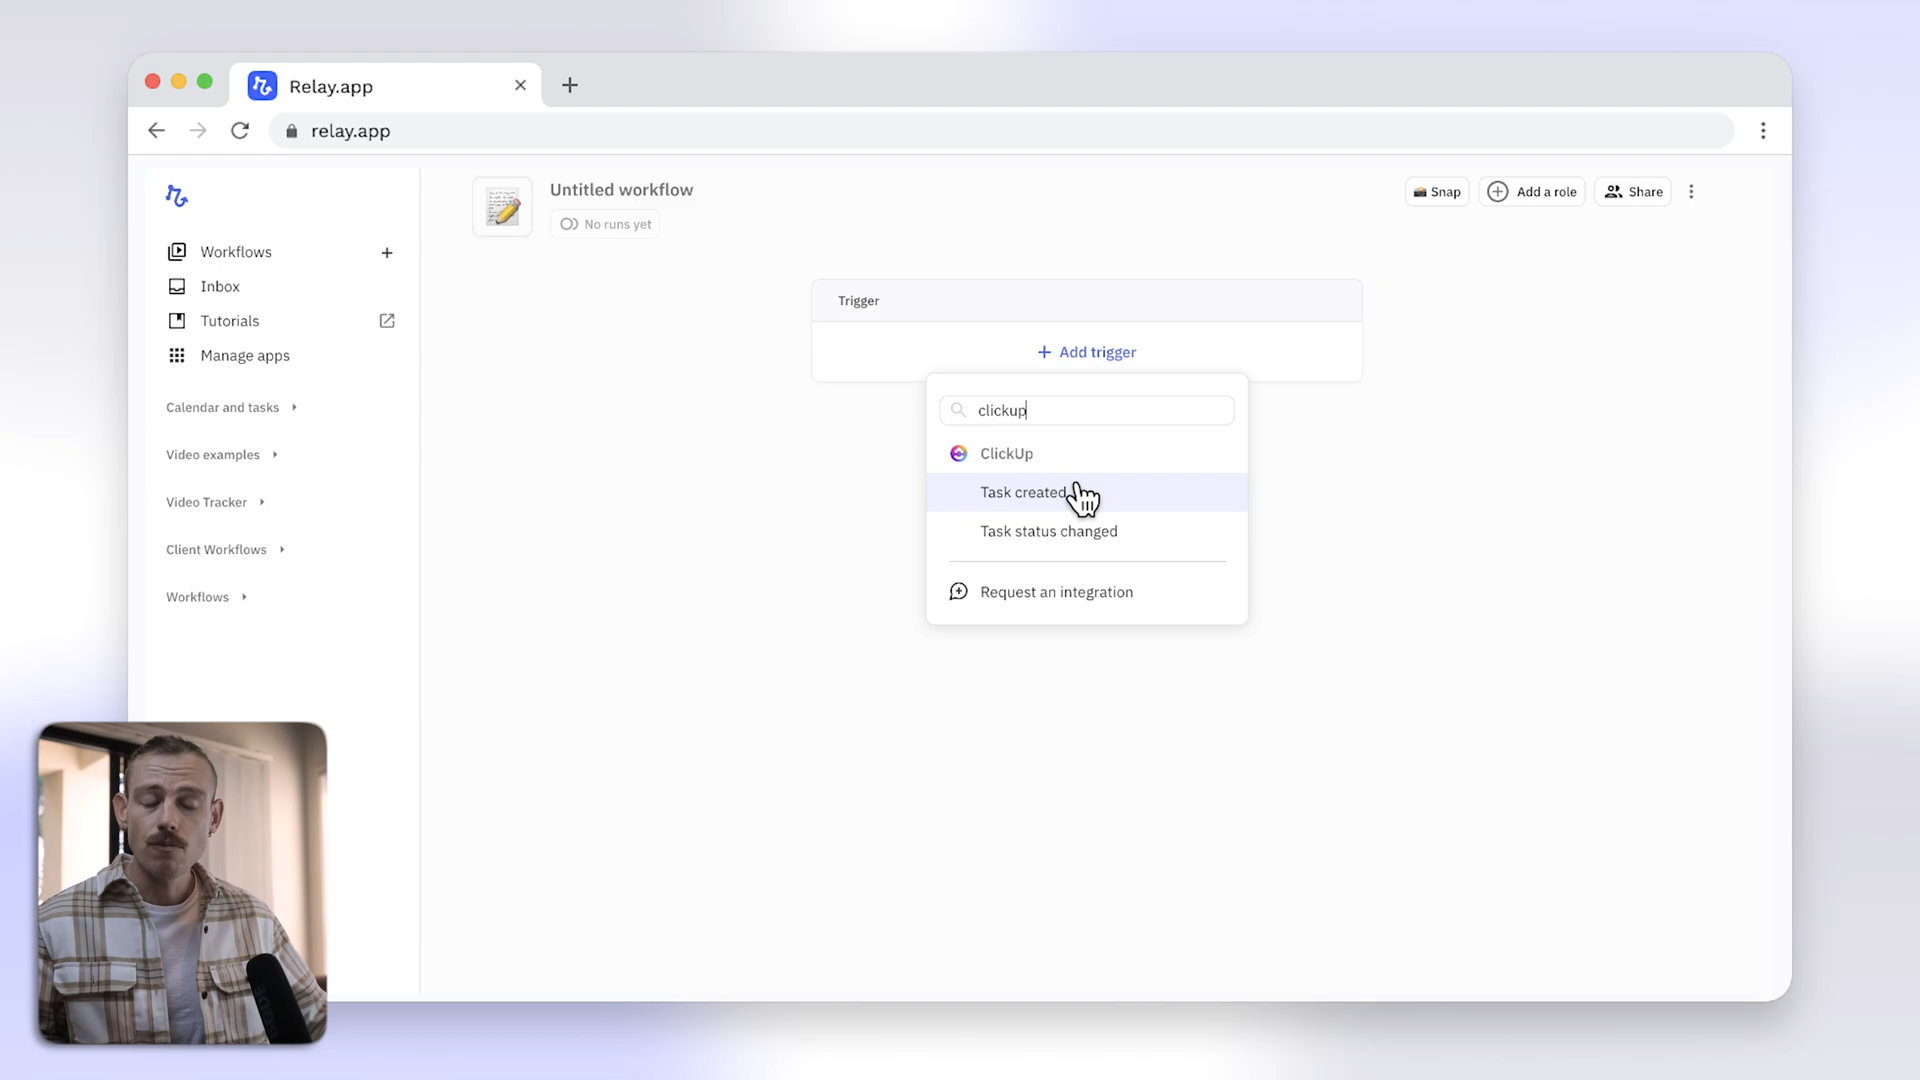 Relay.app
relay.app
Untitled workflow
No runs yet
Snap
Add a role
Share
Workflows
Inbox
Tutorials
Manage apps
Calendar and tasks
Video examples
Video Tracker
Client Workflows
Workflows
Trigger
Add trigger
clickup
ClickUp
Task created
Task status changed
Request an integration